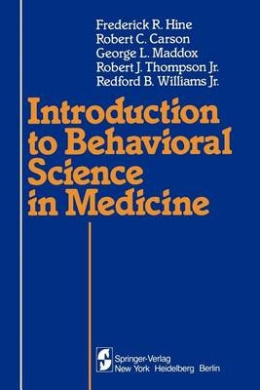 Frederick R. Hine
Robert C. Carson
George L. Maddox
Robert J. Thompson Jr.
Redford B. Williams Jr.
Introduction
to Behavioral
Science
in Medicine
Springer-Verlag
New York Heidelberg Berlin